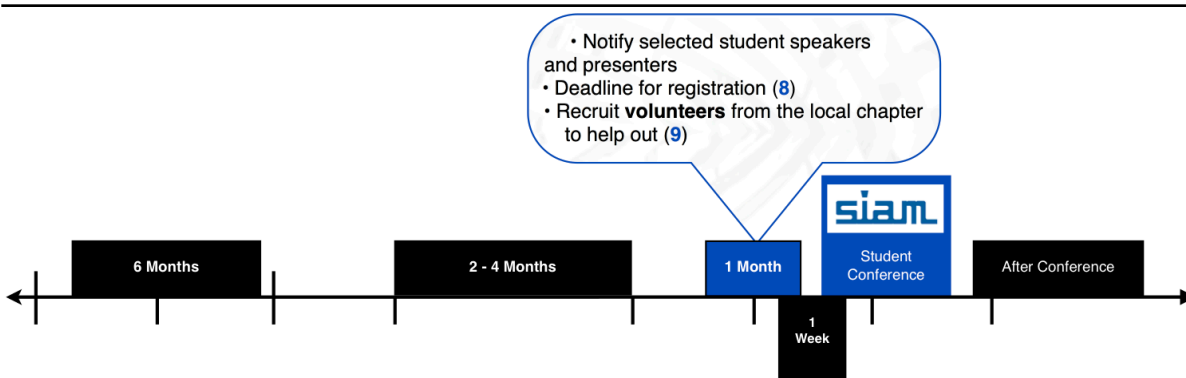 • Notify selected student speakers
and presenters
• Deadline for registration (8)
• Recruit volunteers from the local chapter
to help out (9)
siam
6 Months
2 - 4 Months
1 Month
Student
Conference
After Conference
1
Week